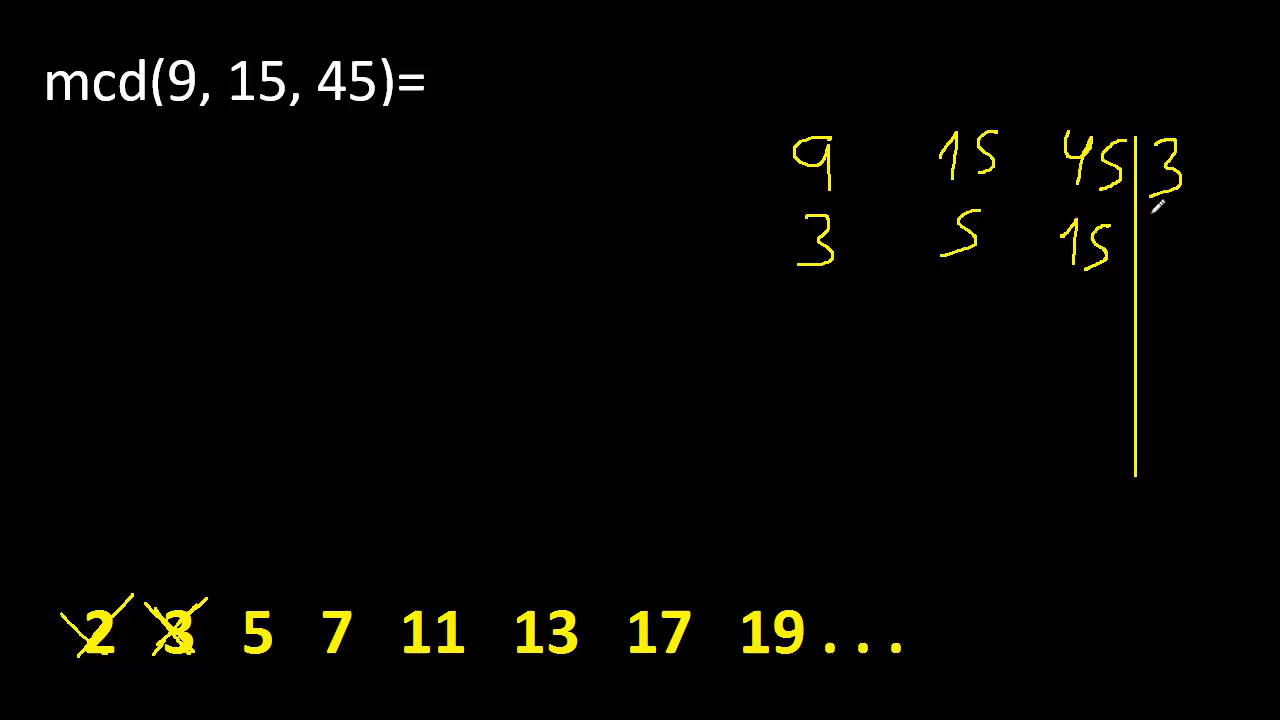 mcd(9, 15, 45)=
9 15 45 3
3 5 15
2 3 5 7 11 13 17 19 . . .